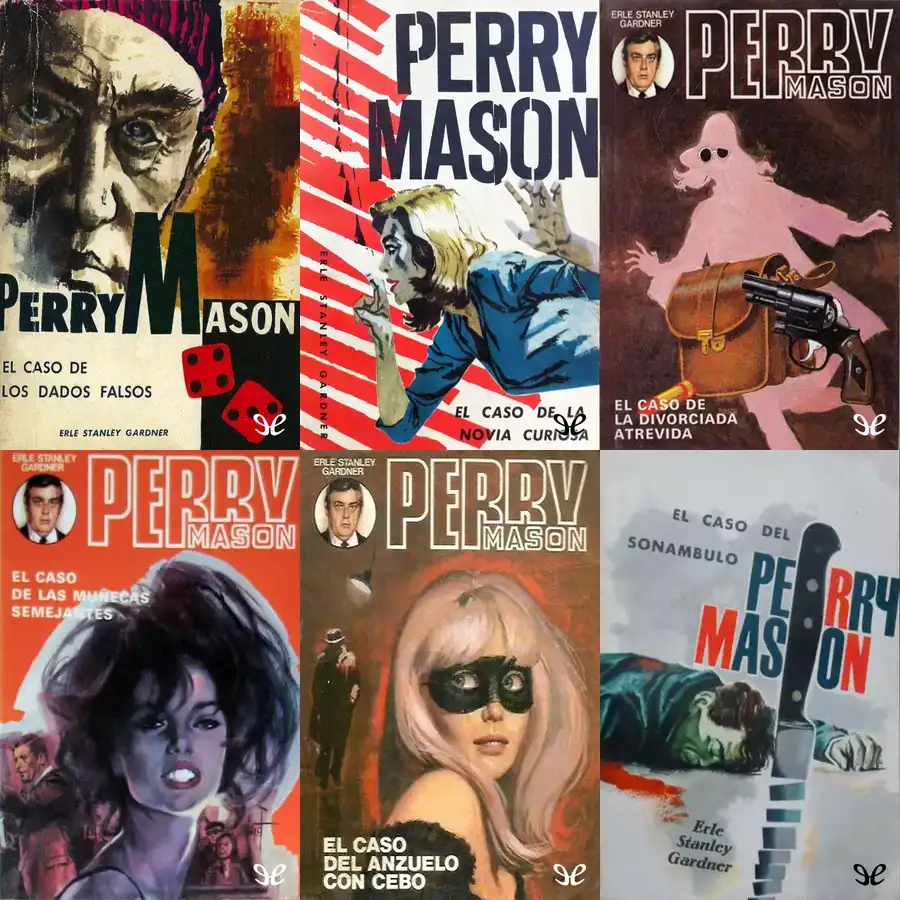 PERRY MASON
EL CASO DE
LOS DADOS FALSOS
ERLE STANLEY GARDNER
PERRY
MASON
ERLE STANLEY GARDNER
EL CASO DE LA
NOVIA CURIOSA
ERLE STANLEY
GARDNER
PERRY
MASON
EL CASO DE
LA DIVORCIADA
ATREVIDA
ERLE STANLEY
GARDNER
PERRY
MASON
EL CASO
DE LAS MUÑECAS
SEMEJANTES
ERLE STANLEY
GARDNER
PERRY
MASON
EL CASO
DEL ANZUELO
CON CEBO
EL CASO DEL
SONAMBULO
PERRY
MASON
Erle
Stanley
Gardner